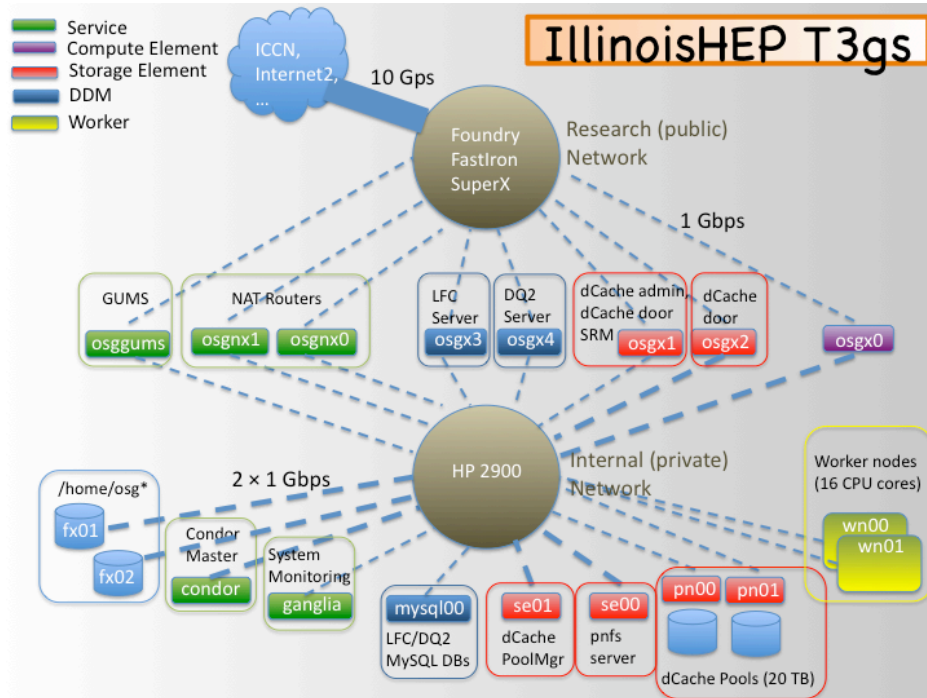 IllinoisHEP T3gs
Service
Compute Element
Storage Element
DDM
Worker
ICCN,
Internet2,
...
10 Gps
Foundry
FastIron
SuperX
Research (public)
Network
1 Gbps
GUMS
osggums
NAT Routers
osgnx1
osgnx0
LFC
Server
osgx3
DQ2
Server
osgx4
dCache admin,
dCache door
SRM
osgx1
dCache
door
osgx2
osgx0
HP 2900
Internal (private)
Network
2 × 1 Gbps
/home/osg*
fx01
fx02
Condor
Master
condor
System
Monitoring
ganglia
mysql00
LFC/DQ2
MySQL DBs
se01
dCache
PoolMgr
se00
pnfs
server
pn00
pn01
dCache Pools (20 TB)
Worker nodes
(16 CPU cores)
wn00
wn01